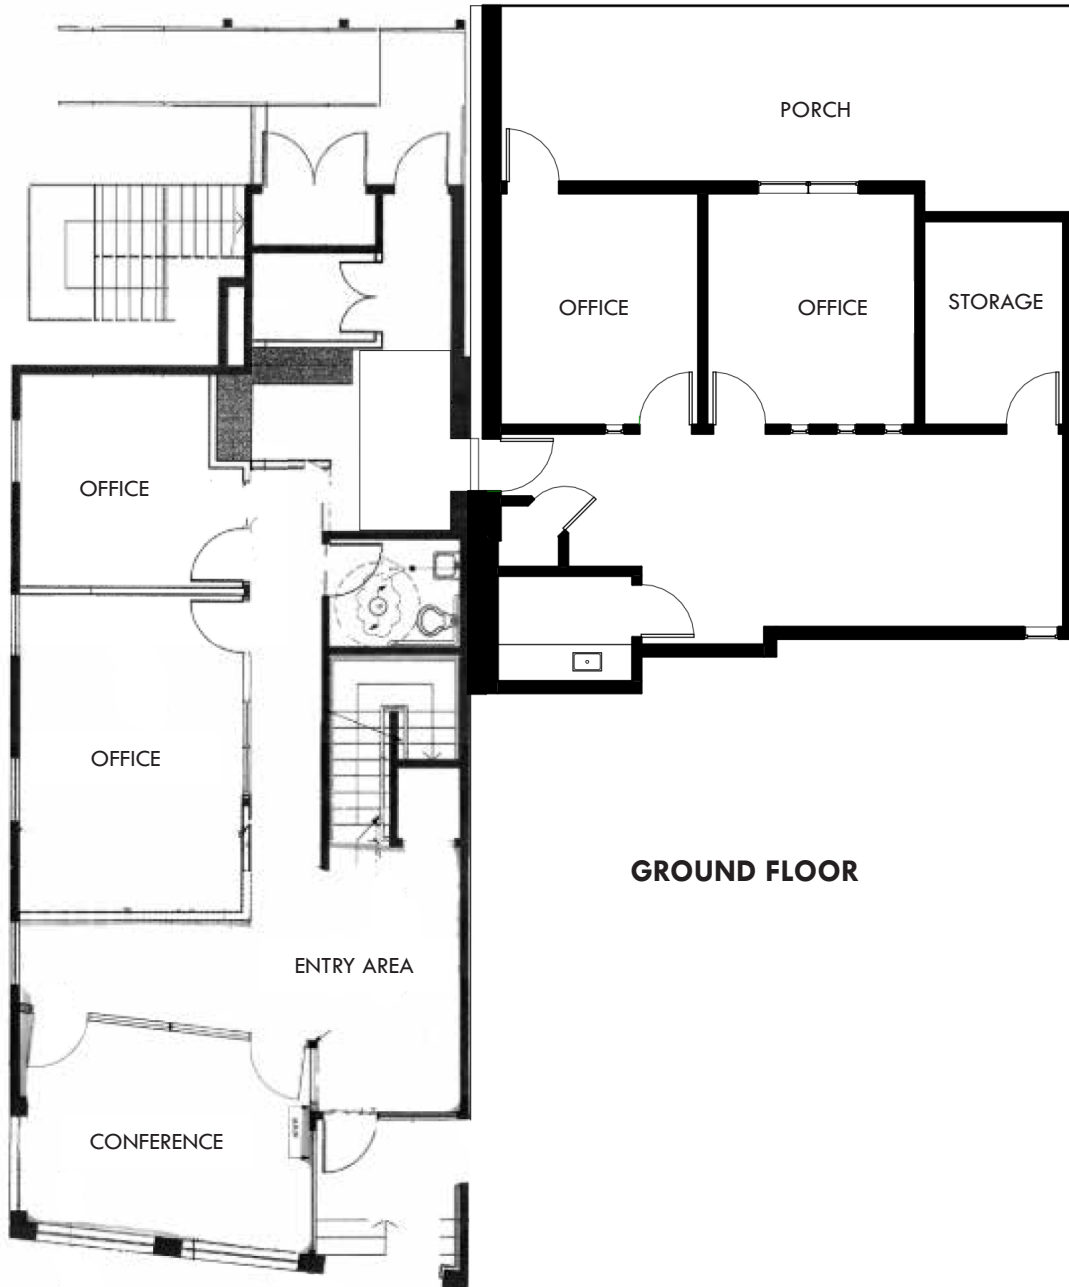 PORCH
OFFICE
OFFICE
STORAGE
OFFICE
OFFICE
GROUND FLOOR
ENTRY AREA
CONFERENCE